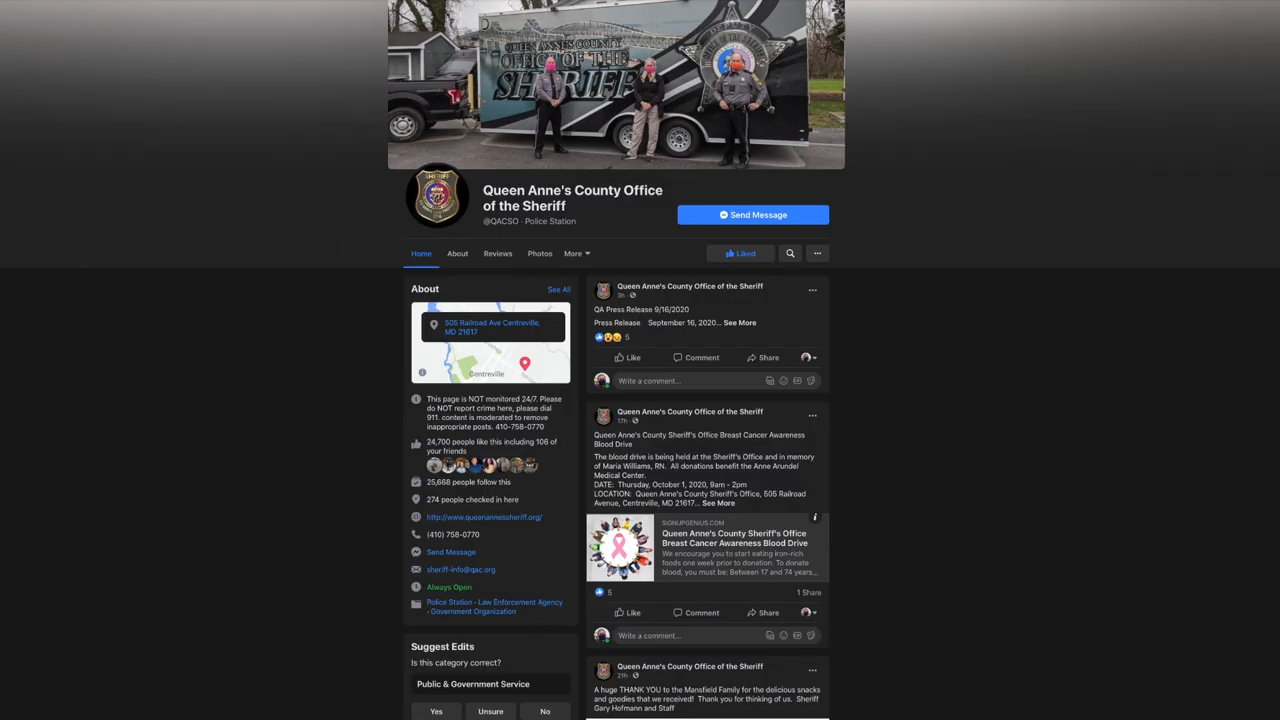 QUEEN ANNE'S COUNTY
OFFICE OF THE
SHERIFF
SHERIFF
Queen Anne's County Office
of the Sheriff
@QACSO · Police Station
Send Message
Home
About
Reviews
Photos
More
Liked
About
See All
505 Railroad Ave Centreville,
MD 21617
Centreville
This page is NOT monitored 24/7. Please
do NOT report crime here, please dial
911. content is moderated to remove
inappropriate posts. 410-758-0770
24,700 people like this including 106 of
your friends
25,668 people follow this
274 people checked in here
http://www.queenannessheriff.org/
(410) 758-0770
Send Message
sheriff-info@qac.org
Always Open
Police Station · Law Enforcement Agency
· Government Organization
Suggest Edits
Is this category correct?
Public & Government Service
Yes
Unsure
No
Queen Anne's County Office of the Sheriff
3h ·
QA Press Release 9/16/2020
Press Release September 16, 2020... See More
5
Like
Comment
Share
Write a comment...
Queen Anne's County Office of the Sheriff
17h ·
Queen Anne's County Sheriff's Office Breast Cancer Awareness
Blood Drive
The blood drive is being held at the Sheriff's Office and in memory
of Maria Williams, RN. All donations benefit the Anne Arundel
Medical Center.
DATE: Thursday, October 1, 2020, 9am - 2pm
LOCATION: Queen Anne's County Sheriff's Office, 505 Railroad
Avenue, Centreville, MD 21617... See More
SIGNUPGENIUS.COM
Queen Anne's County Sheriff's Office
Breast Cancer Awareness Blood Drive
We encourage you to start eating iron-rich
foods one week prior to donation. To donate
blood, you must be: Between 17 and 74 years...
5
1 Share
Like
Comment
Share
Write a comment...
Queen Anne's County Office of the Sheriff
21h ·
A huge THANK YOU to the Mansfield Family for the delicious snacks
and goodies that we received! Thank you for thinking of us. Sheriff
Gary Hofmann and Staff